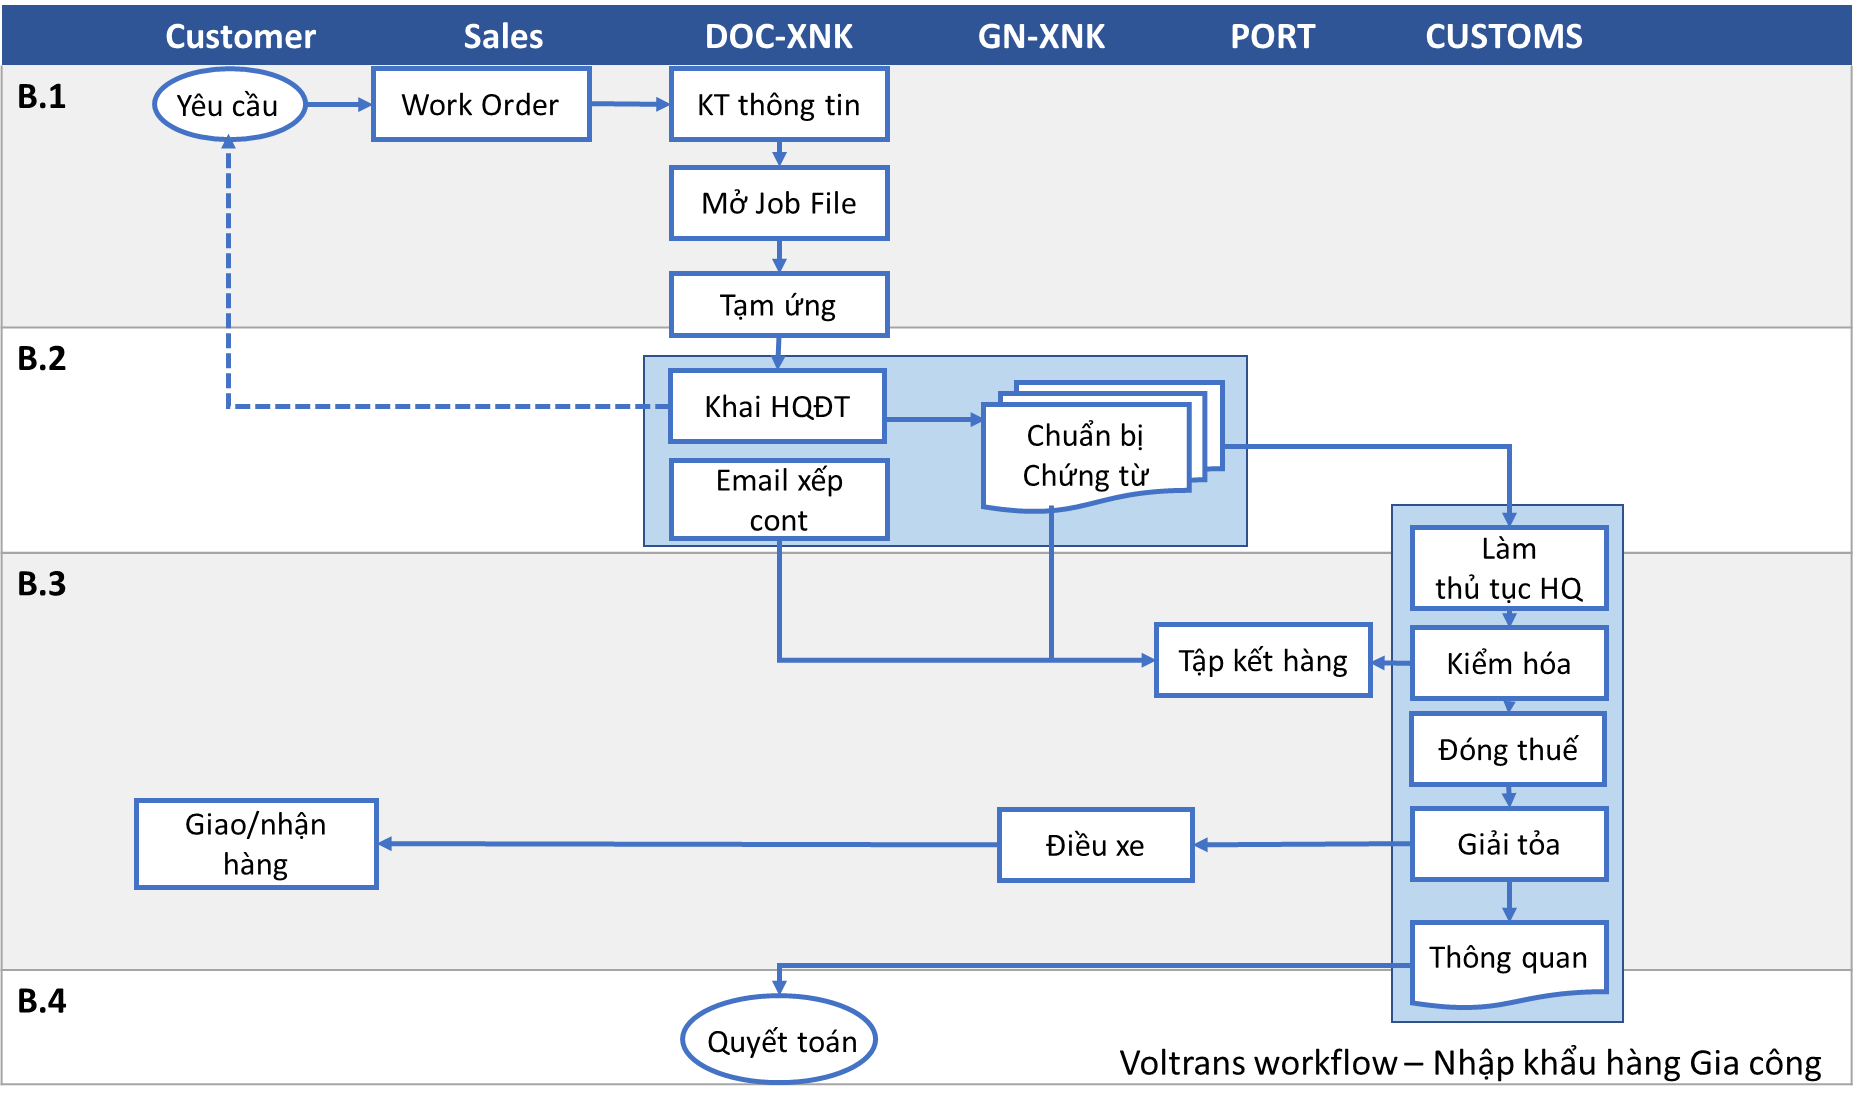 Customer Sales DOC-XNK GN-XNK PORT CUSTOMS
B.1
Yêu cầu
Work Order
KT thông tin
Mở Job File
Tạm ứng
B.2
Khai HQĐT
Chuẩn bị
Chứng từ
Email xếp
cont
B.3
Làm
thủ tục HQ
Tập kết hàng
Kiểm hóa
Đóng thuế
Giao/nhận
hàng
Điều xe
Giải tỏa
Thông quan
B.4
Quyết toán
Voltrans workflow – Nhập khẩu hàng Gia công